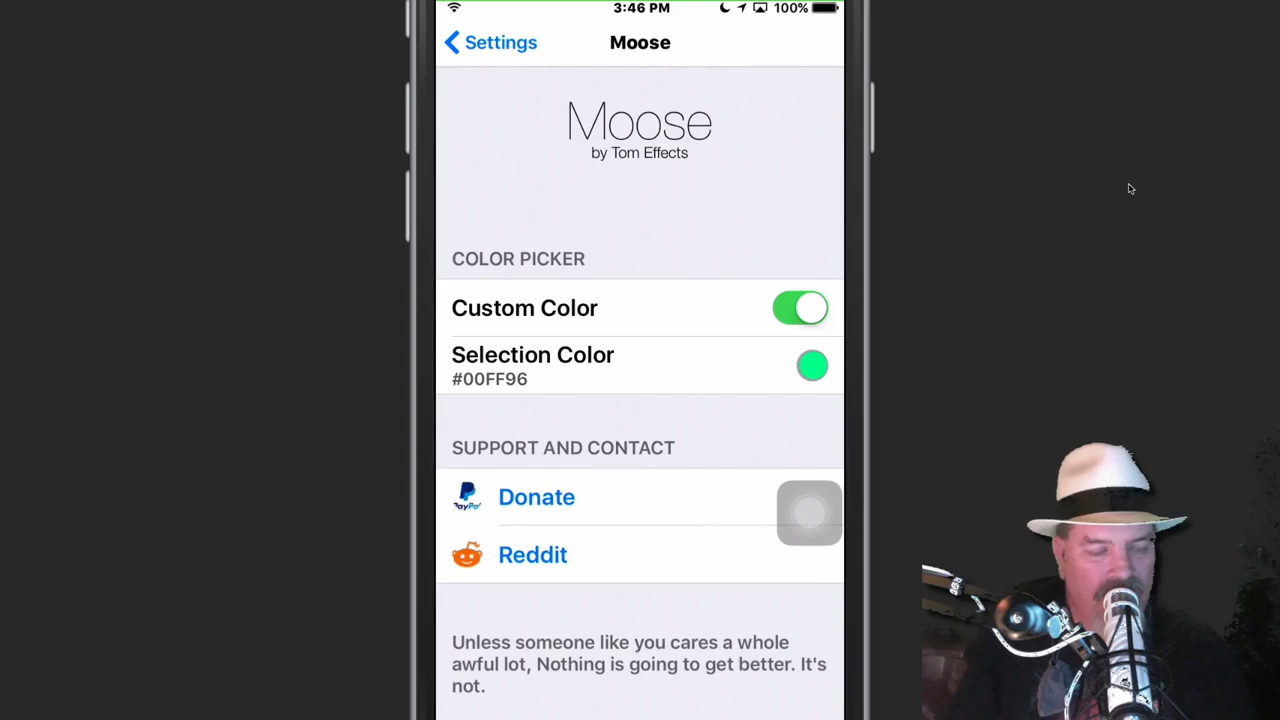 3:46 PM 100%
Settings Moose
Moose
by Tom Effects
COLOR PICKER
Custom Color
Selection Color
#00FF96
SUPPORT AND CONTACT
PayPal Donate
Reddit
Unless someone like you cares a whole
awful lot, Nothing is going to get better. It's
not.